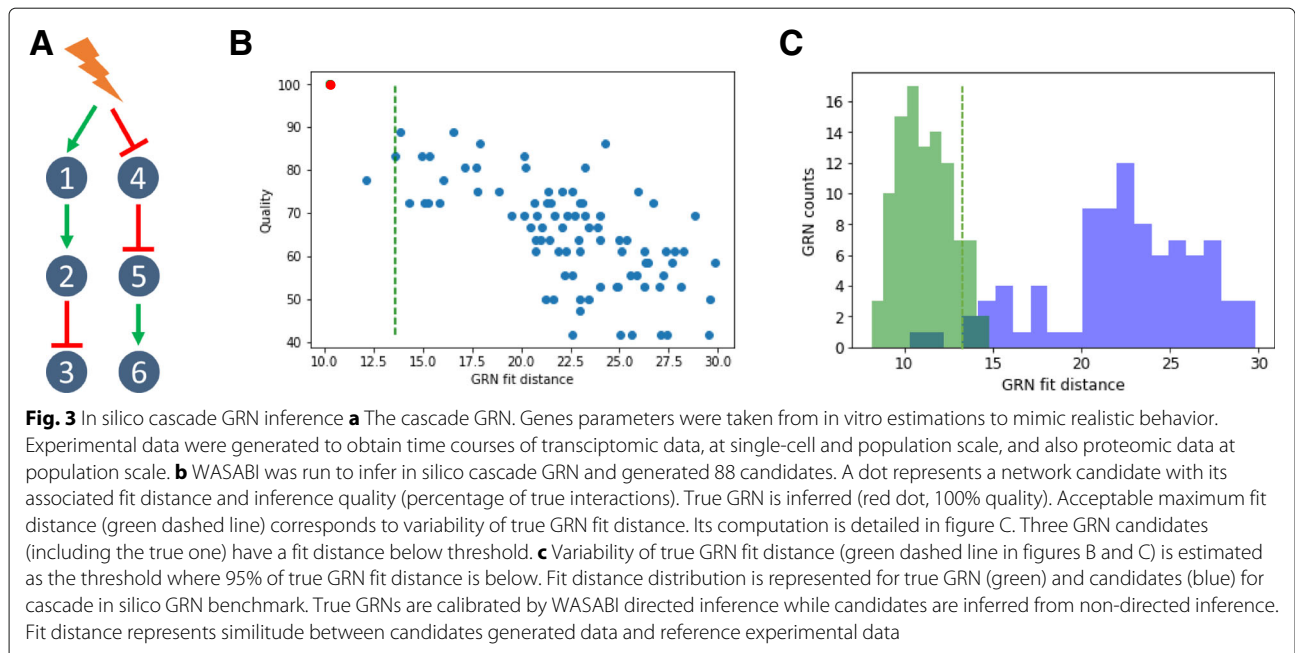 A
B
C
1
4
2
5
3
6
Quality
100
90
80
70
60
50
40
10.0 12.5 15.0 17.5 20.0 22.5 25.0 27.5 30.0
GRN fit distance
GRN counts
16
14
12
10
8
6
4
2
0
10 15 20 25 30
GRN fit distance
Fig. 3 In silico cascade GRN inference a The cascade GRN. Genes parameters were taken from in vitro estimations to mimic realistic behavior.
Experimental data were generated to obtain time courses of transciptomic data, at single-cell and population scale, and also proteomic data at
population scale. b WASABI was run to infer in silico cascade GRN and generated 88 candidates. A dot represents a network candidate with its
associated fit distance and inference quality (percentage of true interactions). True GRN is inferred (red dot, 100% quality). Acceptable maximum fit
distance (green dashed line) corresponds to variability of true GRN fit distance. Its computation is detailed in figure C. Three GRN candidates
(including the true one) have a fit distance below threshold. c Variability of true GRN fit distance (green dashed line in figures B and C) is estimated
as the threshold where 95% of true GRN fit distance is below. Fit distance distribution is represented for true GRN (green) and candidates (blue) for
cascade in silico GRN benchmark. True GRNs are calibrated by WASABI directed inference while candidates are inferred from non-directed inference.
Fit distance represents similitude between candidates generated data and reference experimental data